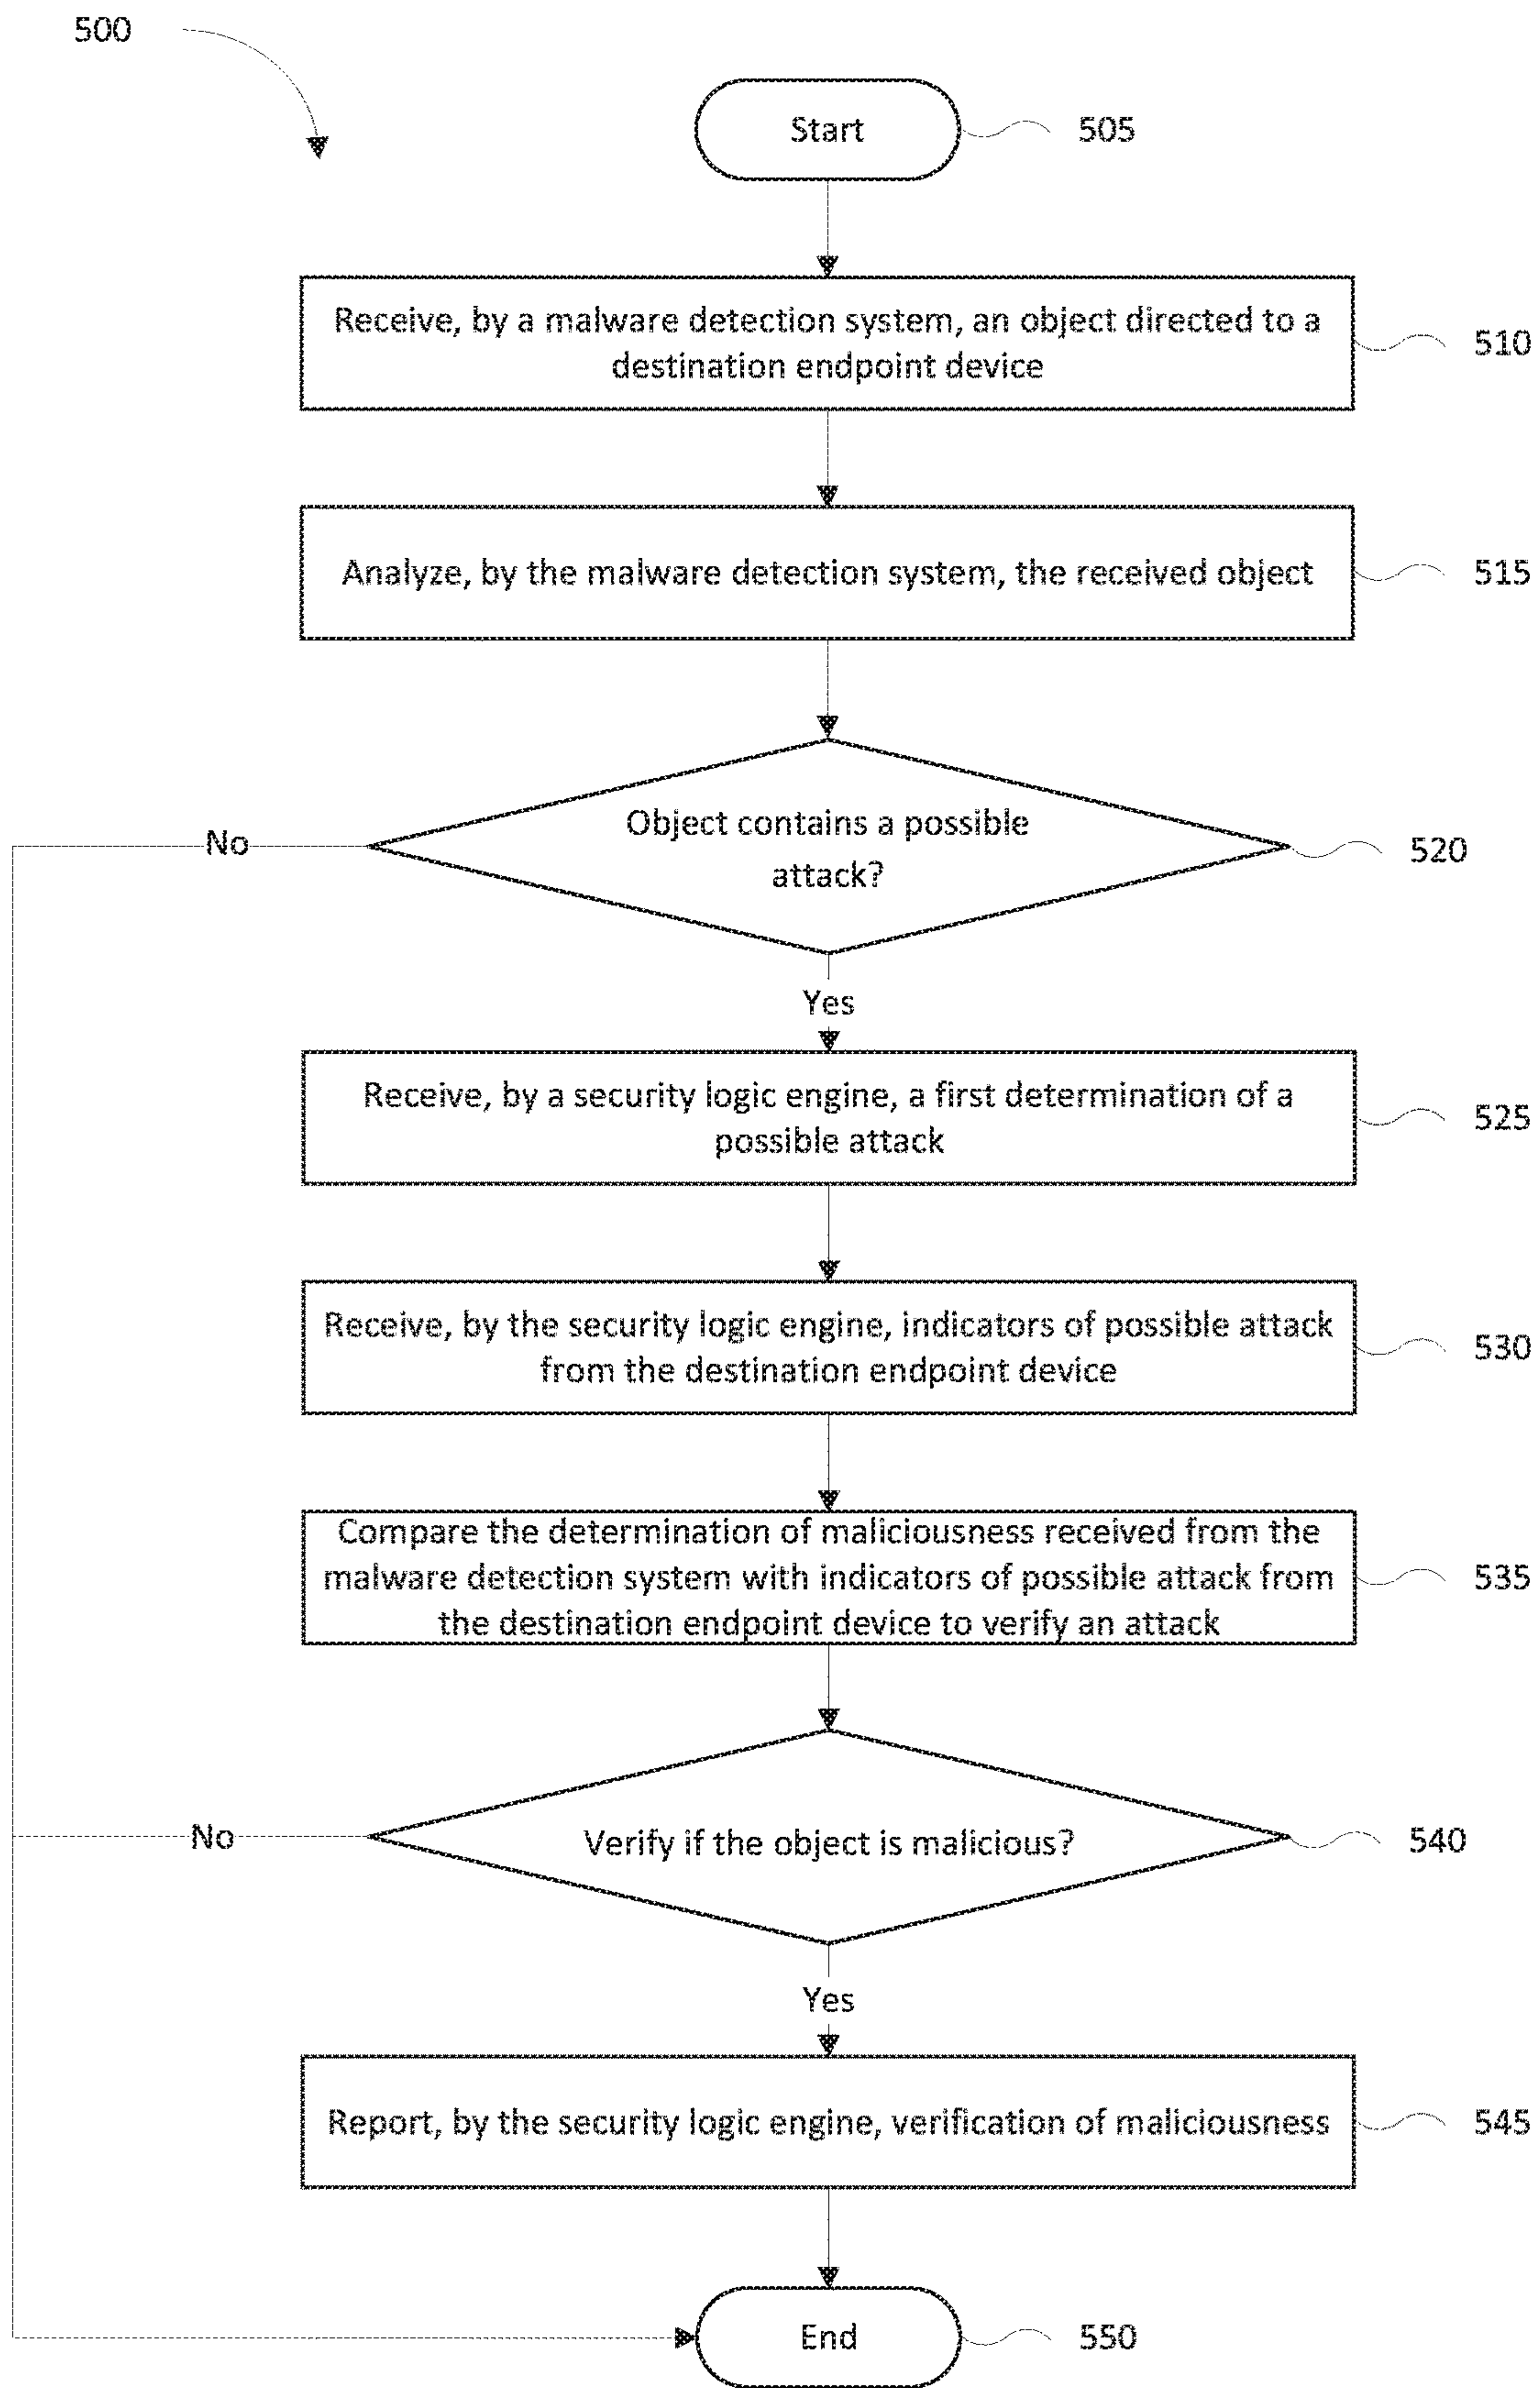 500
Start
505
Receive, by a malware detection system, an object directed to a
destination endpoint device
510
Analyze, by the malware detection system, the received object
515
Object contains a possible
attack?
520
No
Yes
Receive, by a security logic engine, a first determination of a
possible attack
525
Receive, by the security logic engine, indicators of possible attack
from the destination endpoint device
530
Compare the determination of maliciousness received from the
malware detection system with indicators of possible attack from
the destination endpoint device to verify an attack
535
Verify if the object is malicious?
540
No
Yes
Report, by the security logic engine, verification of maliciousness
545
End
550